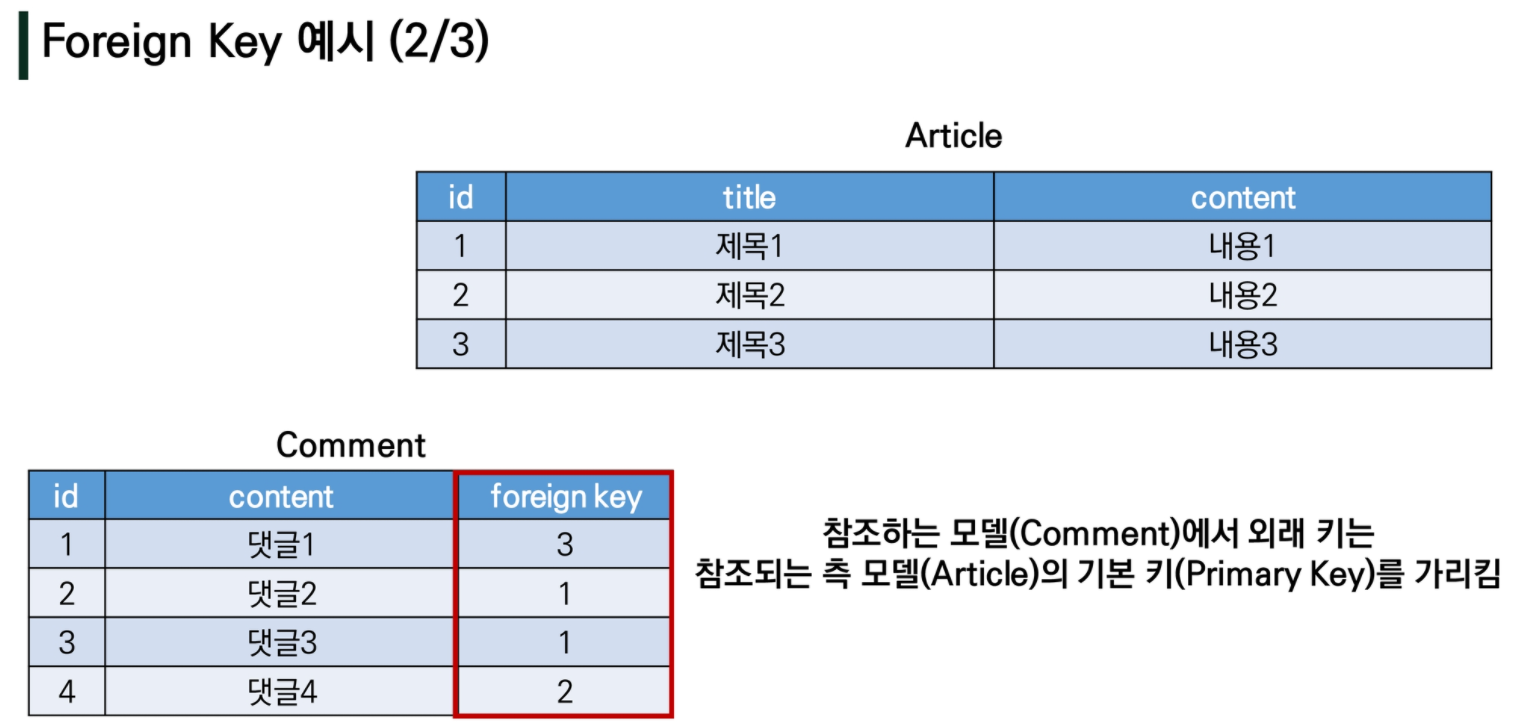 Foreign Key 예시 (2/3)
Article
id title content
1 제목1 내용1
2 제목2 내용2
3 제목3 내용3
Comment
id content foreign key
1 댓글1 3
2 댓글2 1
3 댓글3 1
4 댓글4 2
참조하는 모델(Comment)에서 외래 키는
참조되는 측 모델(Article)의 기본 키(Primary Key)를 가리킴